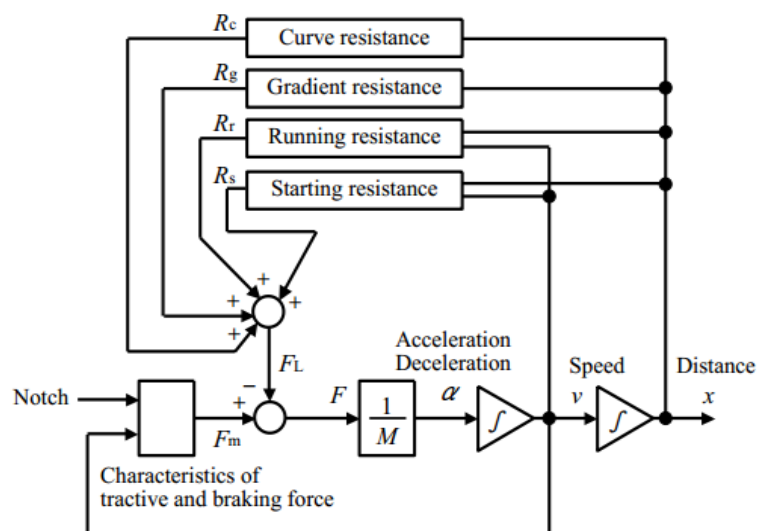 Rc
Curve resistance
Rg
Gradient resistance
Rr
Running resistance
Rs
Starting resistance
+
+
+
+
Acceleration
Deceleration
Speed
Distance
FL
Notch
−
+
Fm
F
1
M
α
∫
v
∫
x
Characteristics of
tractive and braking force